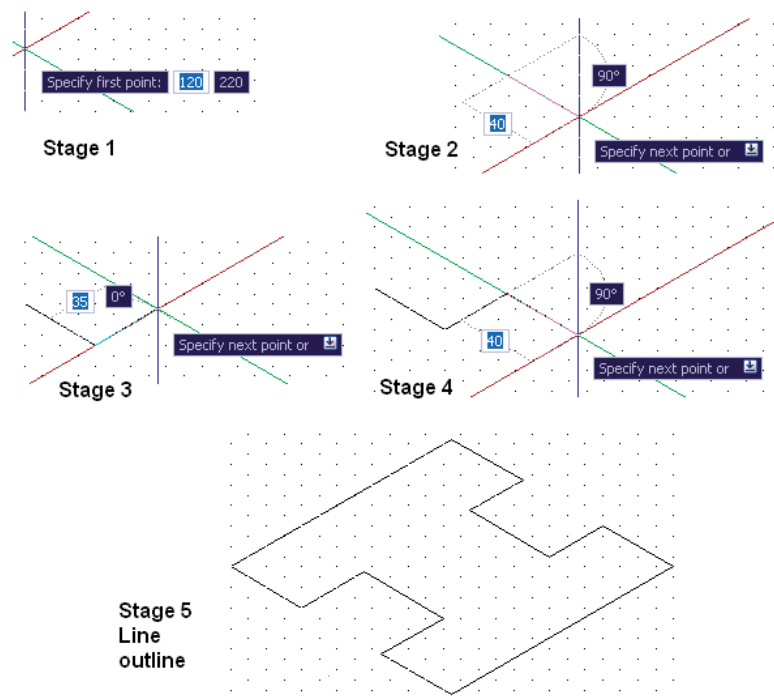 Specify first point: 120 220
Stage 1
90°
40
Specify next point or
Stage 2
35 0°
Specify next point or
Stage 3
90°
40
Specify next point or
Stage 4
Stage 5
Line
outline